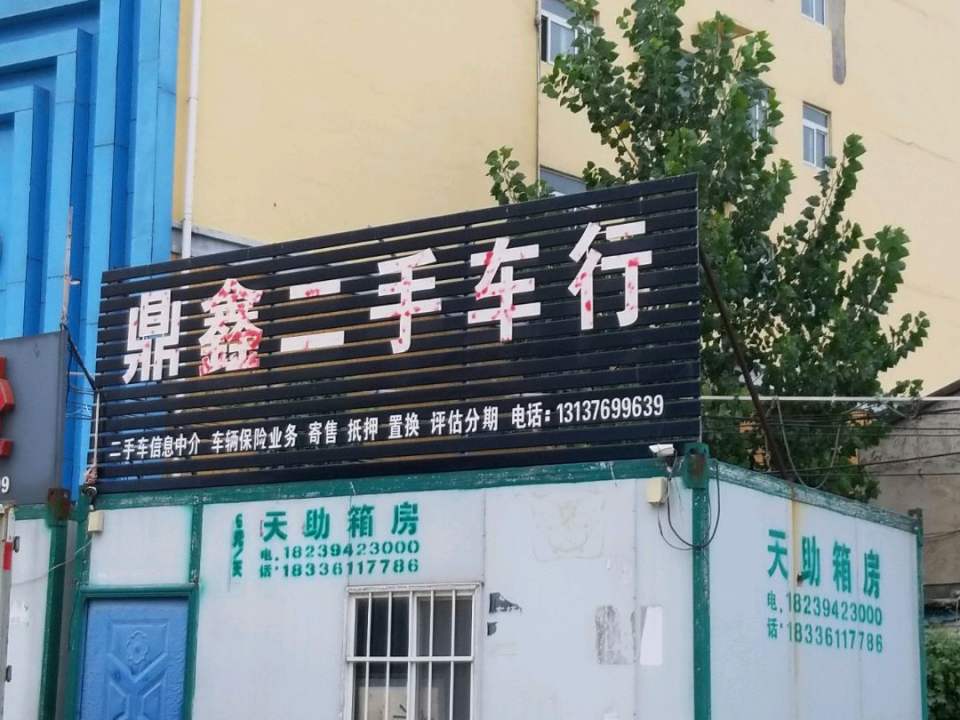 鼎鑫二手车行
二手车信息中介 车辆保险业务 寄售 抵押 置换 评估分期 电话:13137699639
天助箱房
电. 18239423000
话· 18336117786
天助箱房
电. 18239423000
话· 18336117786